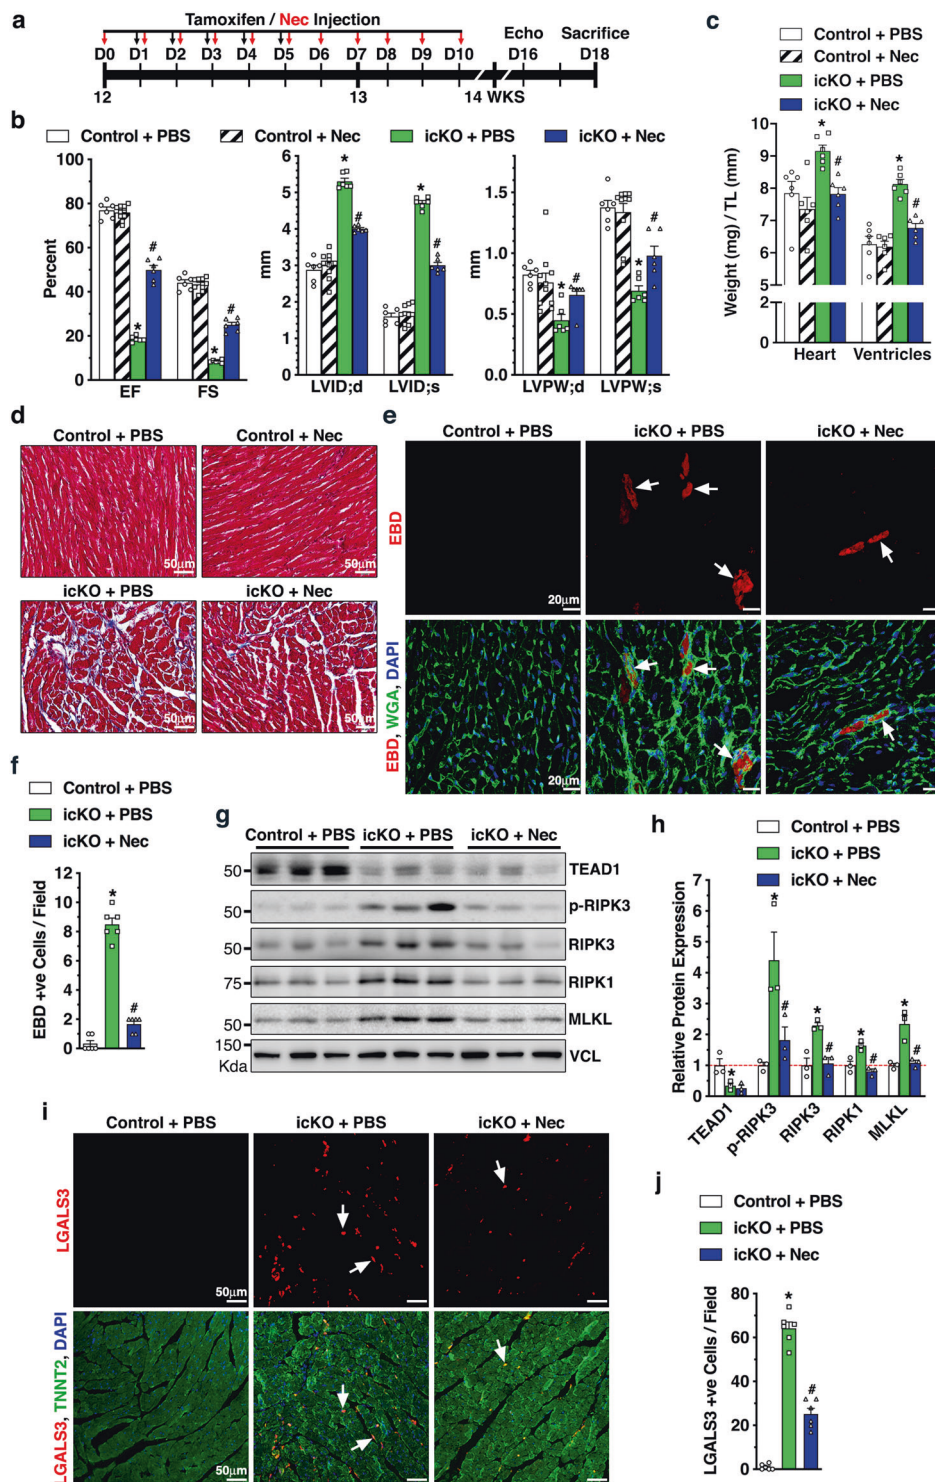 a
Tamoxifen / Nec Injection
D0 D1 D2 D3 D4 D5 D6 D7 D8 D9 D10
Echo Sacrifice
D16 D18
12 13 14 WKS
b
Control + PBS Control + Nec icKO + PBS icKO + Nec
Percent
100
80
60
40
20
0
* # * #
EF FS
mm
6
5
4
3
2
1
0
* # * #
LVID;d LVID;s
mm
1.5
1.0
0.5
0.0
* # * #
LVPW;d LVPW;s
c
Control + PBS
Control + Nec
icKO + PBS
icKO + Nec
Weight (mg) / TL (mm)
10
9
8
7
6
5
2
0
* # * #
Heart Ventricles
d
Control + PBS Control + Nec
50μm 50μm
icKO + PBS icKO + Nec
50μm 50μm
e
Control + PBS icKO + PBS icKO + Nec
EBD
20μm
EBD, WGA, DAPI
20μm
f
Control + PBS
icKO + PBS
icKO + Nec
EBD +ve Cells / Field
12
10
8
6
4
2
0
* #
g
Control + PBS icKO + PBS icKO + Nec
50 TEAD1
50 p-RIPK3
50 RIPK3
75 RIPK1
50 MLKL
150 VCL
Kda
h
Control + PBS
icKO + PBS
icKO + Nec
Relative Protein Expression
7
6
5
4
3
2
1
0
* * # * # * # * #
TEAD1 p-RIPK3 RIPK3 RIPK1 MLKL
i
Control + PBS icKO + PBS icKO + Nec
LGALS3
50μm
LGALS3, TNNT2, DAPI
50μm
j
Control + PBS
icKO + PBS
icKO + Nec
LGALS3 +ve Cells / Field
80
60
40
20
0
* #